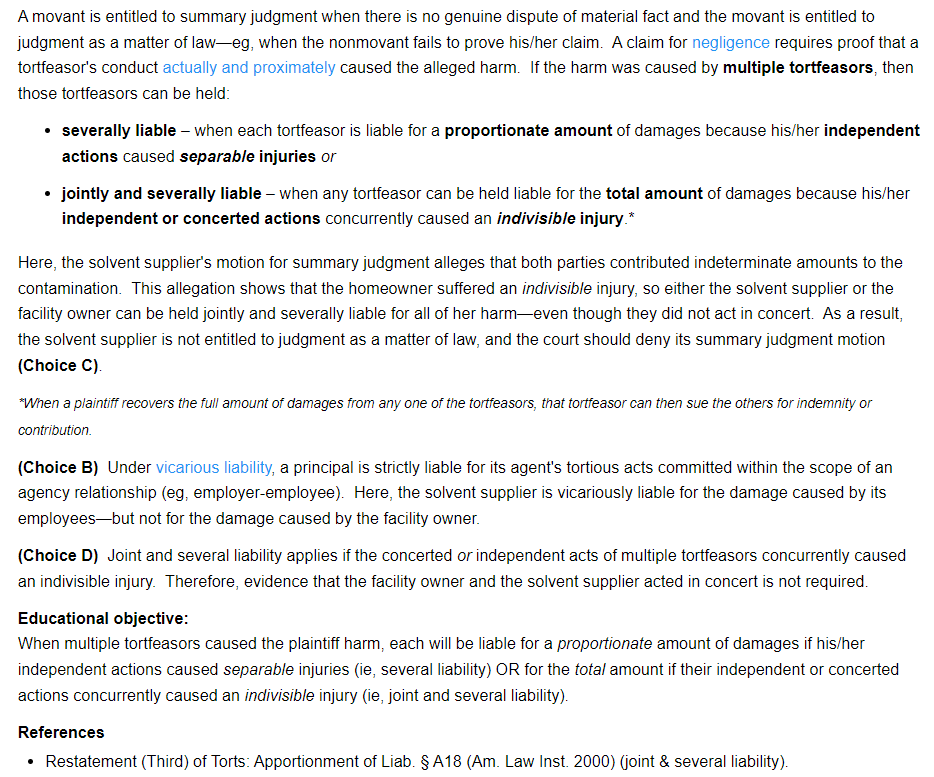 A movant is entitled to summary judgment when there is no genuine dispute of material fact and the movant is entitled to
judgment as a matter of law—eg, when the nonmovant fails to prove his/her claim.  A claim for negligence requires proof that a
tortfeasor's conduct actually and proximately caused the alleged harm.  If the harm was caused by multiple tortfeasors, then
those tortfeasors can be held:
• severally liable – when each tortfeasor is liable for a proportionate amount of damages because his/her independent
actions caused separable injuries or
• jointly and severally liable – when any tortfeasor can be held liable for the total amount of damages because his/her
independent or concerted actions concurrently caused an indivisible injury.*
Here, the solvent supplier's motion for summary judgment alleges that both parties contributed indeterminate amounts to the
contamination.  This allegation shows that the homeowner suffered an indivisible injury, so either the solvent supplier or the
facility owner can be held jointly and severally liable for all of her harm—even though they did not act in concert.  As a result,
the solvent supplier is not entitled to judgment as a matter of law, and the court should deny its summary judgment motion
(Choice C).
*When a plaintiff recovers the full amount of damages from any one of the tortfeasors, that tortfeasor can then sue the others for indemnity or
contribution.
(Choice B)  Under vicarious liability, a principal is strictly liable for its agent's tortious acts committed within the scope of an
agency relationship (eg, employer-employee).  Here, the solvent supplier is vicariously liable for the damage caused by its
employees—but not for the damage caused by the facility owner.
(Choice D)  Joint and several liability applies if the concerted or independent acts of multiple tortfeasors concurrently caused
an indivisible injury.  Therefore, evidence that the facility owner and the solvent supplier acted in concert is not required.
Educational objective:
When multiple tortfeasors caused the plaintiff harm, each will be liable for a proportionate amount of damages if his/her
independent actions caused separable injuries (ie, several liability) OR for the total amount if their independent or concerted
actions concurrently caused an indivisible injury (ie, joint and several liability).
References
• Restatement (Third) of Torts: Apportionment of Liab. § A18 (Am. Law Inst. 2000) (joint & several liability).